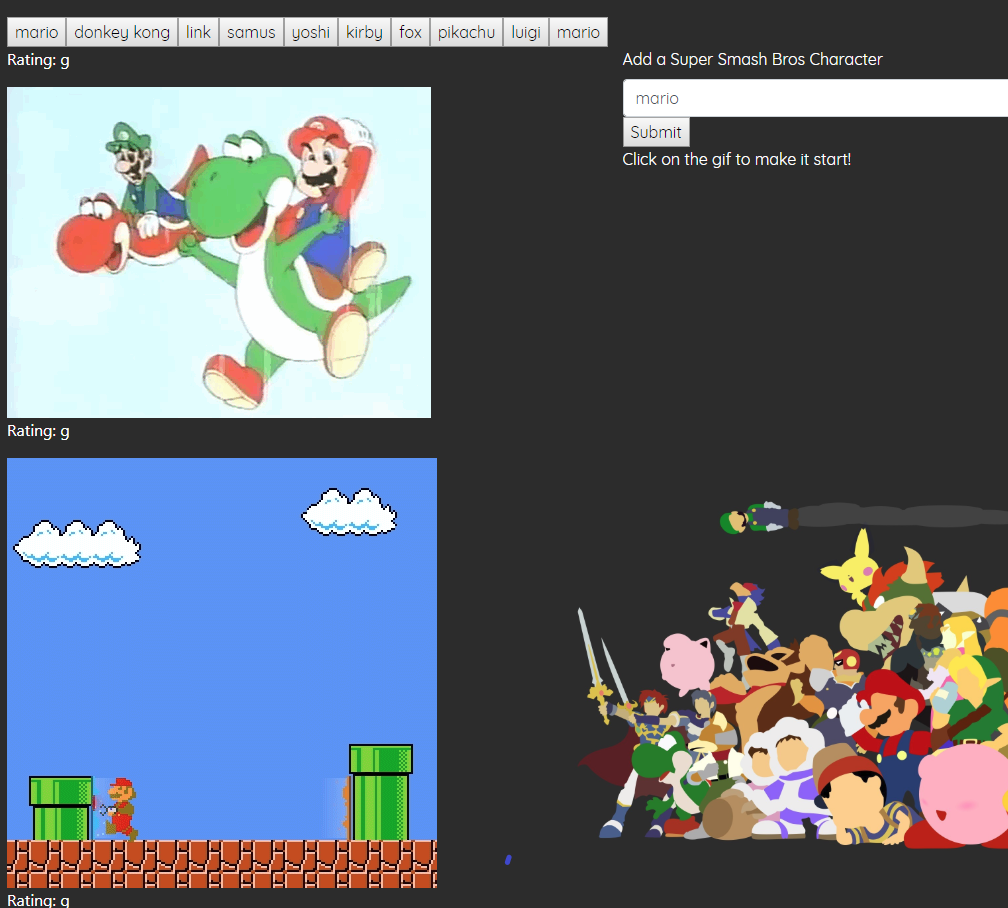 mario donkey kong link samus yoshi kirby fox pikachu luigi mario
Rating: g
Add a Super Smash Bros Character
mario
Submit
Click on the gif to make it start!
Rating: g
Rating: g